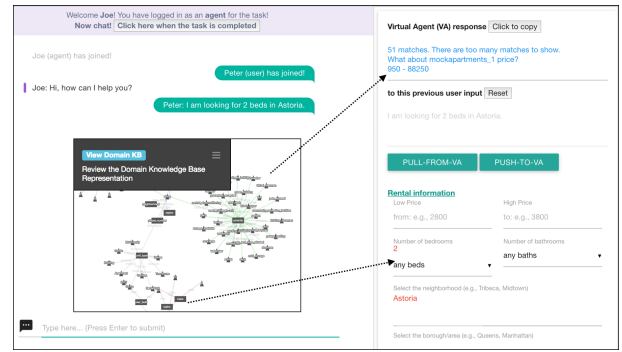 Welcome Joe! You have logged in as an agent for the task!
Now chat! Click here when the task is completed
Joe (agent) has joined!
Peter (user) has joined!
Joe: Hi, how can I help you?
Peter: I am looking for 2 beds in Astoria.
View Domain KB
Review the Domain Knowledge Base
Representation
Type here... (Press Enter to submit)
Virtual Agent (VA) response Click to copy
51 matches. There are too many matches to show.
What about mockapartments_1 price?
950 - 88250
to this previous user input Reset
I am looking for 2 beds in Astoria.
PULL-FROM-VA PUSH-TO-VA
Rental information
Low Price High Price
from: e.g., 2800 to: e.g., 3800
Number of bedrooms Number of bathrooms
2
any beds any baths
Select the neighborhood (e.g., Tribeca, Midtown)
Astoria
Select the borough/area (e.g., Queens, Manhattan)